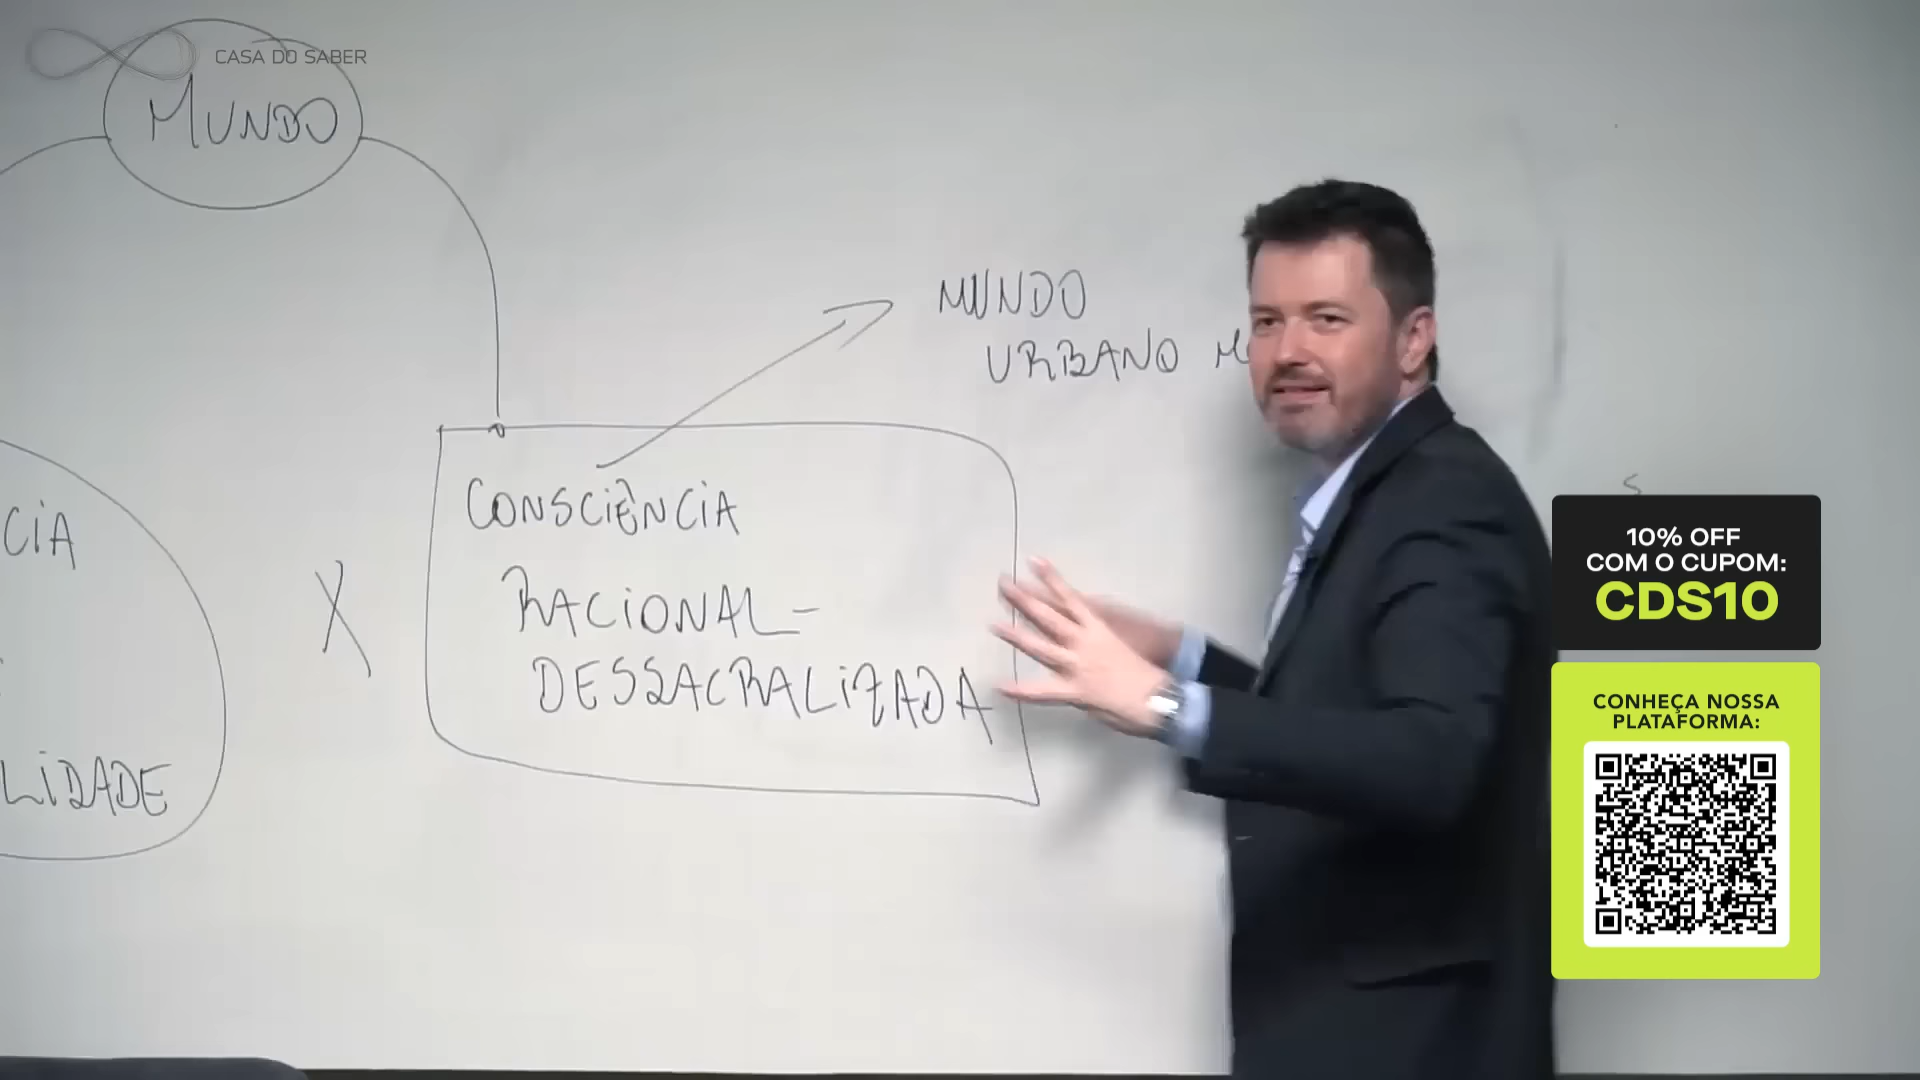 CASA DO SABER
MUNDO
MUNDO
URBANO
CIA
CONSCIÊNCIA
X
RACIONAL-
DESSACRALIZADA
LIDADE
10% OFF
COM O CUPOM:
CDS10
CONHEÇA NOSSA
PLATAFORMA: